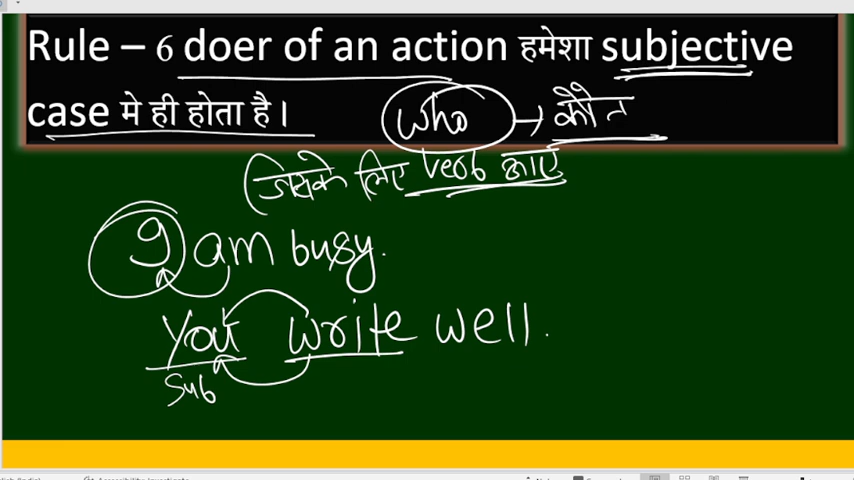 Rule – 6 doer of an action हमेशा subjective
case मे ही होता है।
who → कौन
(जिसके लिए verb आए
I am busy.
You write well.
Sub